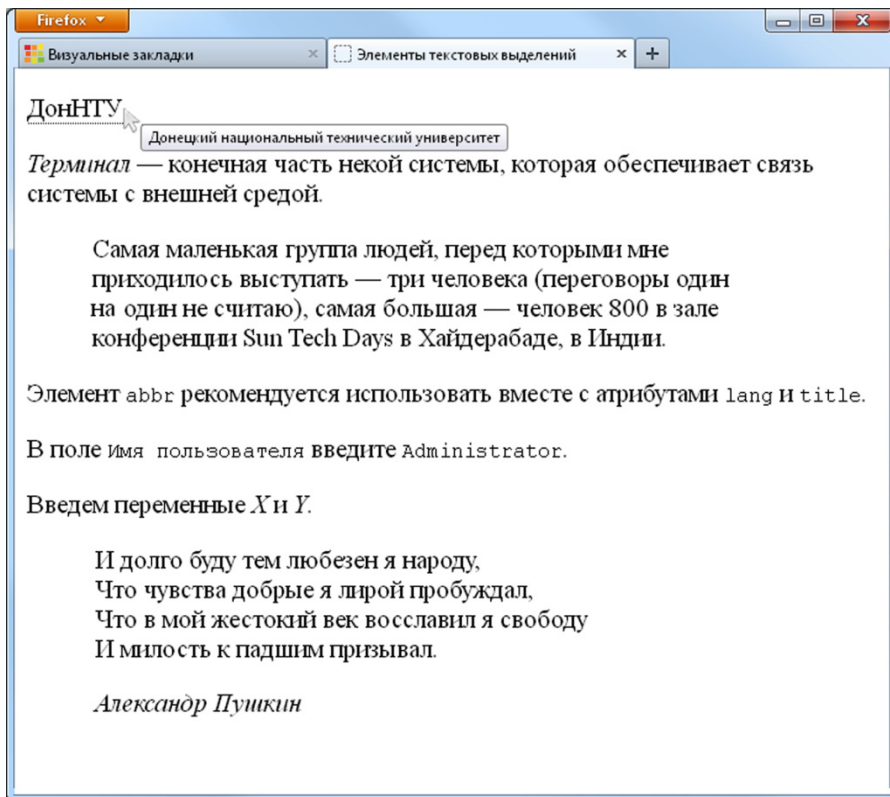 Firefox
Визуальные закладки
Элементы текстовых выделений
ДонНТУ
Донецкий национальный технический университет
Терминал — конечная часть некой системы, которая обеспечивает связь
системы с внешней средой.
Самая маленькая группа людей, перед которыми мне
приходилось выступать — три человека (переговоры один
на один не считаю), самая большая — человек 800 в зале
конференции Sun Tech Days в Хайдерабаде, в Индии.
Элемент abbr рекомендуется использовать вместе с атрибутами lang и title.
В поле Имя пользователя введите Administrator.
Введем переменные X и Y.
И долго буду тем любезен я народу,
Что чувства добрые я лирой пробуждал,
Что в мой жестокий век восславил я свободу
И милость к падшим призывал.
Александр Пушкин